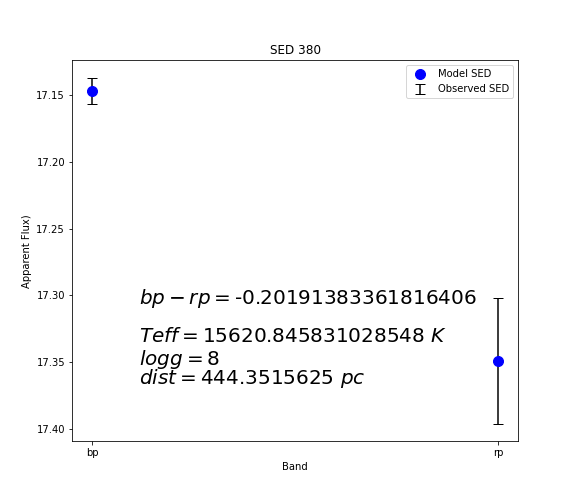 SED 380
Model SED
Observed SED
Apparent Flux)
17.15
17.20
17.25
17.30
17.35
17.40
bp − rp = -0.20191383361816406
Teff = 15620.845831028548 K
logg = 8
dist = 444.3515625 pc
bp
rp
Band